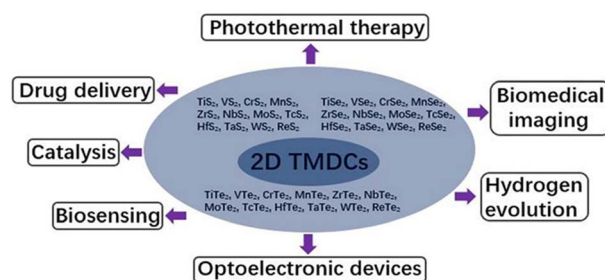 Photothermal therapy
Drug delivery
Biomedical
imaging
TiS₂, VS₂, CrS₂, MnS₂,
ZrS₂, NbS₂, MoS₂, TcS₂,
HfS₂, TaS₂, WS₂, ReS₂
TiSe₂, VSe₂, CrSe₂, MnSe₂,
ZrSe₂, NbSe₂, MoSe₂, TcSe₂,
HfSe₂, TaSe₂, WSe₂, ReSe₂
Catalysis
2D TMDCs
Hydrogen
evolution
TiTe₂, VTe₂, CrTe₂, MnTe₂, ZrTe₂, NbTe₂,
MoTe₂, TcTe₂, HfTe₂, TaTe₂, WTe₂, ReTe₂
Biosensing
Optoelectronic devices